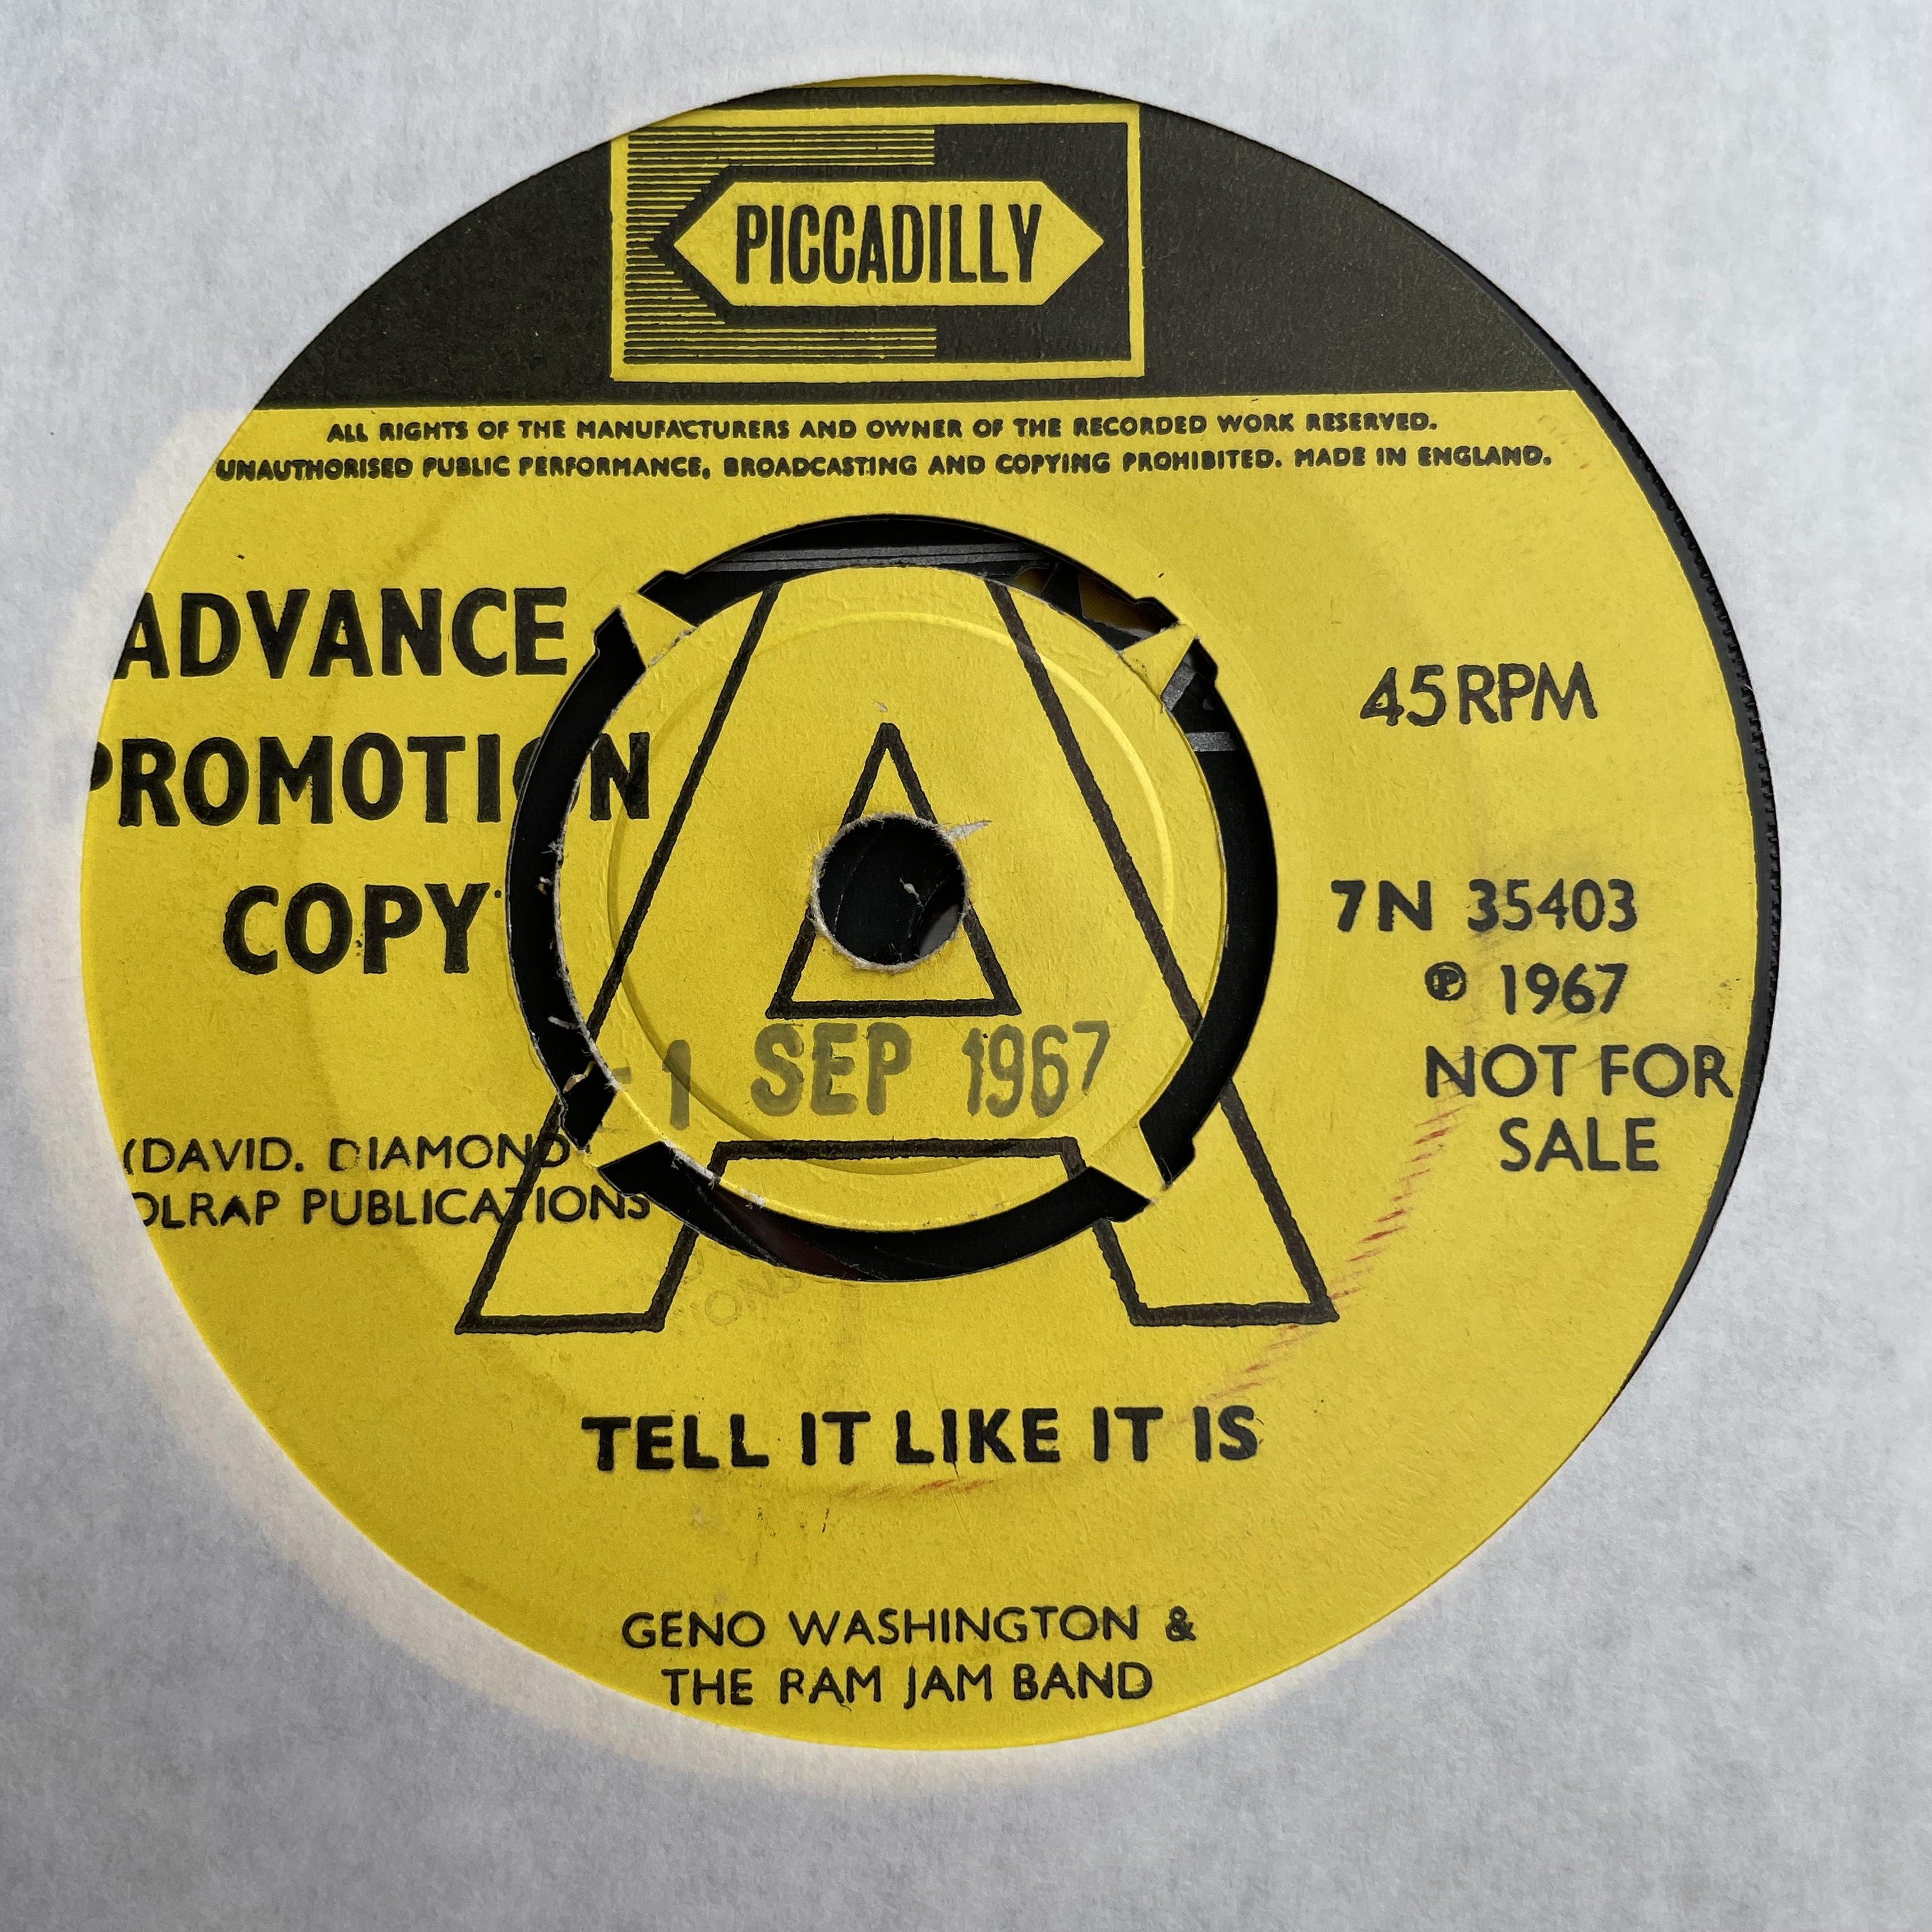 PICCADILLY
ALL RIGHTS OF THE MANUFACTURERS AND OWNER OF THE RECORDED WORK RESERVED.
UNAUTHORISED PUBLIC PERFORMANCE, BROADCASTING AND COPYING PROHIBITED. MADE IN ENGLAND.
ADVANCE
PROMOTION
COPY
A
45 RPM
7N 35403
℗ 1967
NOT FOR
SALE
-1 SEP 1967
(DAVID. DIAMOND)
OLRAP PUBLICATIONS
TELL IT LIKE IT IS
GENO WASHINGTON &
THE RAM JAM BAND